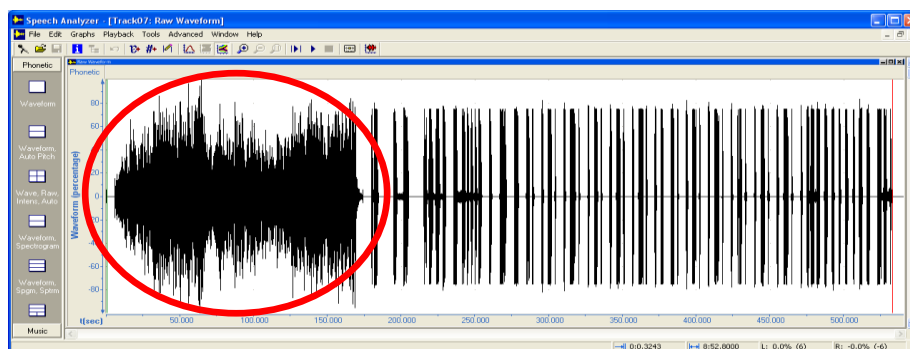 Speech Analyzer - [Track07: Raw Waveform]
File Edit Graphs Playback Tools Advanced Window Help
Phonetic
Raw Waveform
Phonetic
Waveform
Waveform,
Auto Pitch
Wave, Raw,
Intens, Auto
Waveform,
Spectrogram
Waveform,
Spgm, Sptrm
Music
Waveform (percentage)
80
60
0
20
-40
-60
-80
t(sec)
50.000 100.000 150.000 200.000 250.000 300.000 350.000 400.000 450.000 500.000
0:0.3243 8:52.8000 L: 0.0% (6) R: -0.0% (-6)